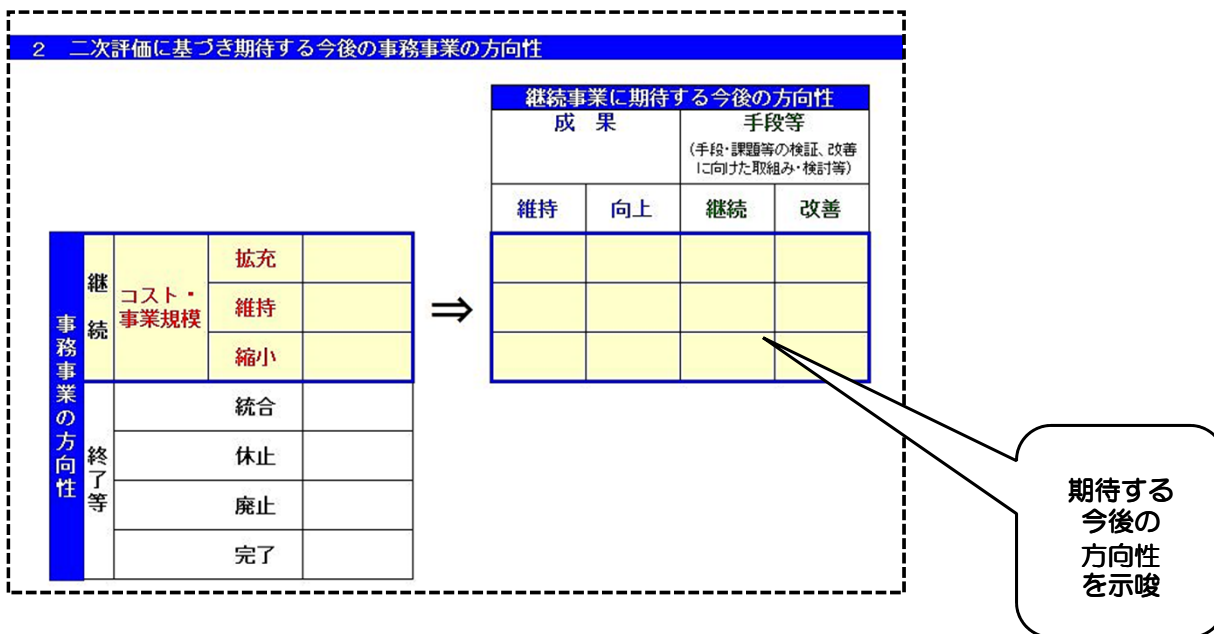 2 二次評価に基づき期待する今後の事務事業の方向性
継続事業に期待する今後の方向性
成 果
手段等
(手段・課題等の検証、改善
に向けた取組み・検討等)
維持
向上
継続
改善
事務事業の方向性
継続
コスト・
事業規模
拡充
維持
縮小
⇒
終了等
統合
休止
廃止
完了
期待する
今後の
方向性
を示唆